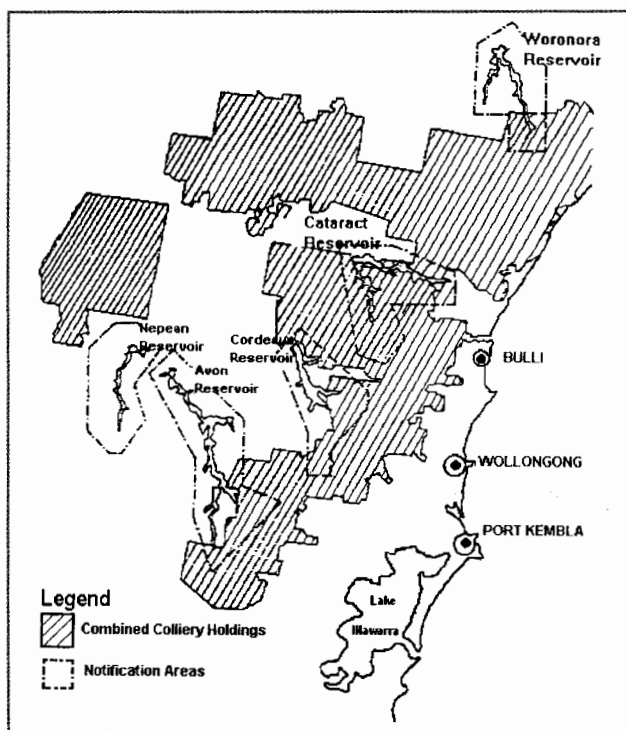 Woronora
Reservoir
Cataract
Reservoir
Nepean
Reservoir
Cordeaux
Reservoir
Avon
Reservoir
BULLI
WOLLONGONG
PORT KEMBLA
Lake
Illawarra
Legend
Combined Colliery Holdings
Notification Areas